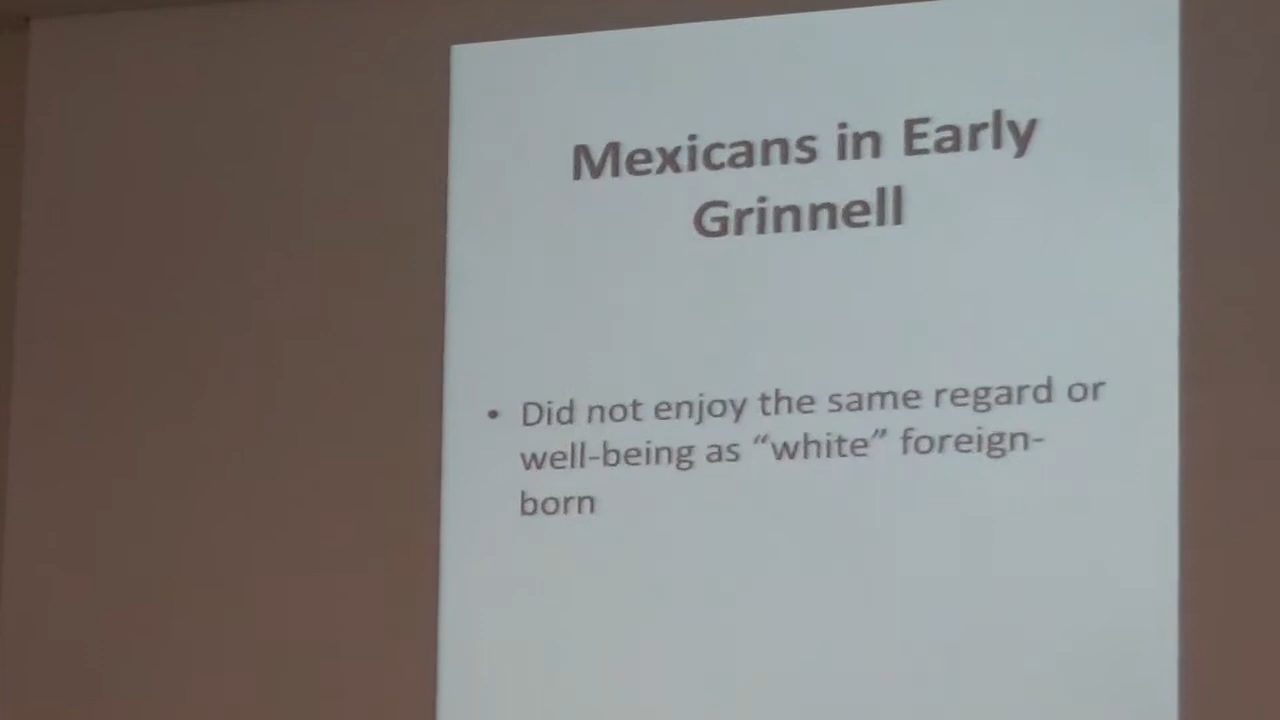 Mexicans in Early
Grinnell
• Did not enjoy the same regard or
well-being as “white” foreign-
born